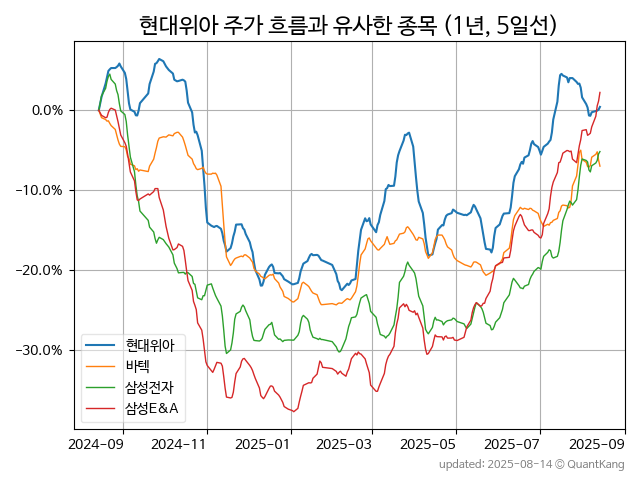 현대위아 주가 흐름과 유사한 종목 (1년, 5일선)
0.0%
−10.0%
−20.0%
−30.0%
현대위아
바텍
삼성전자
삼성E&A
2024-09 2024-11 2025-01 2025-03 2025-05 2025-07 2025-09
updated: 2025-08-14 © QuantKang